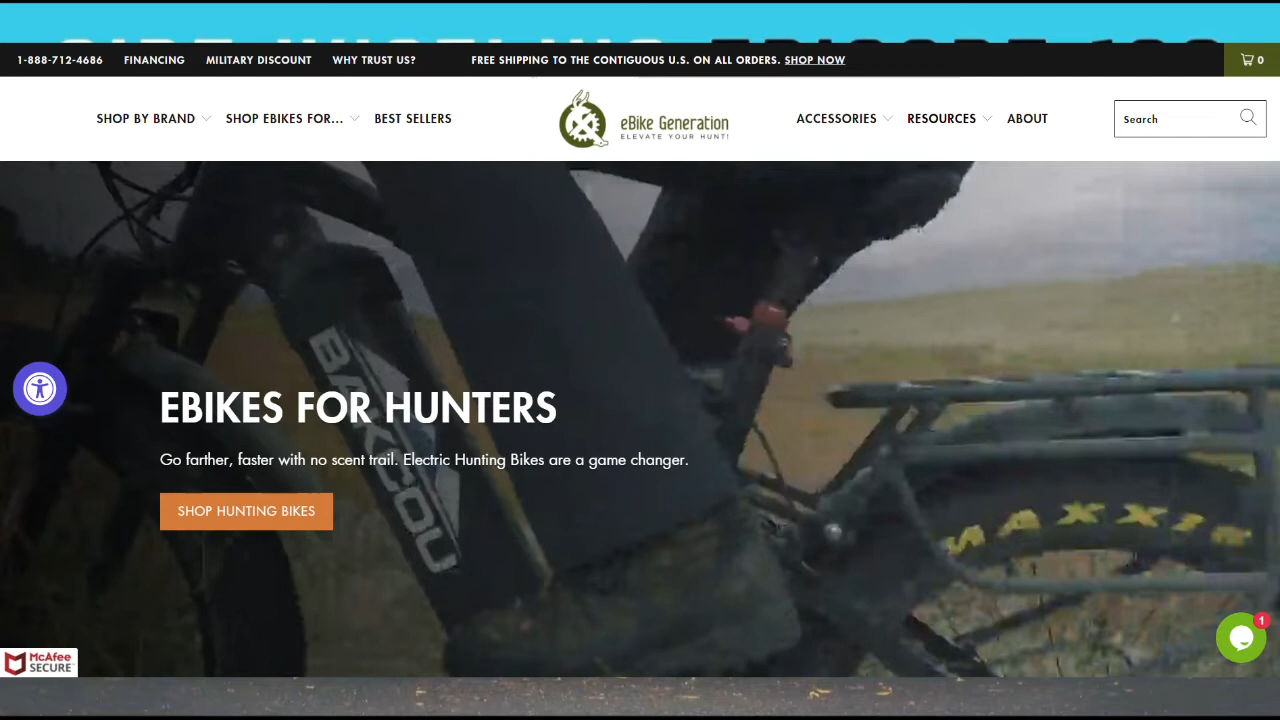 1-888-712-4686 FINANCING MILITARY DISCOUNT WHY TRUST US? FREE SHIPPING TO THE CONTIGUOUS U.S. ON ALL ORDERS. SHOP NOW 0
SHOP BY BRAND SHOP EBIKES FOR... BEST SELLERS eBike Generation ACCESSORIES RESOURCES ABOUT Search
ELEVATE YOUR HUNT!
BAKCOU
MAXXIS
EBIKES FOR HUNTERS
Go farther, faster with no scent trail. Electric Hunting Bikes are a game changer.
SHOP HUNTING BIKES
1
McAfee
SECURE